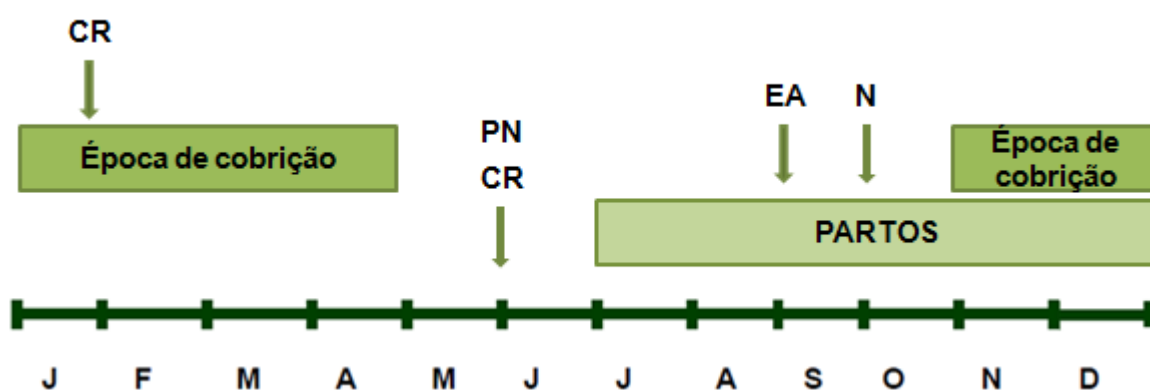 CR
Época de cobrição
PN
CR
EA N
Época de
cobrição
PARTOS
J F M A M J J A S O N D